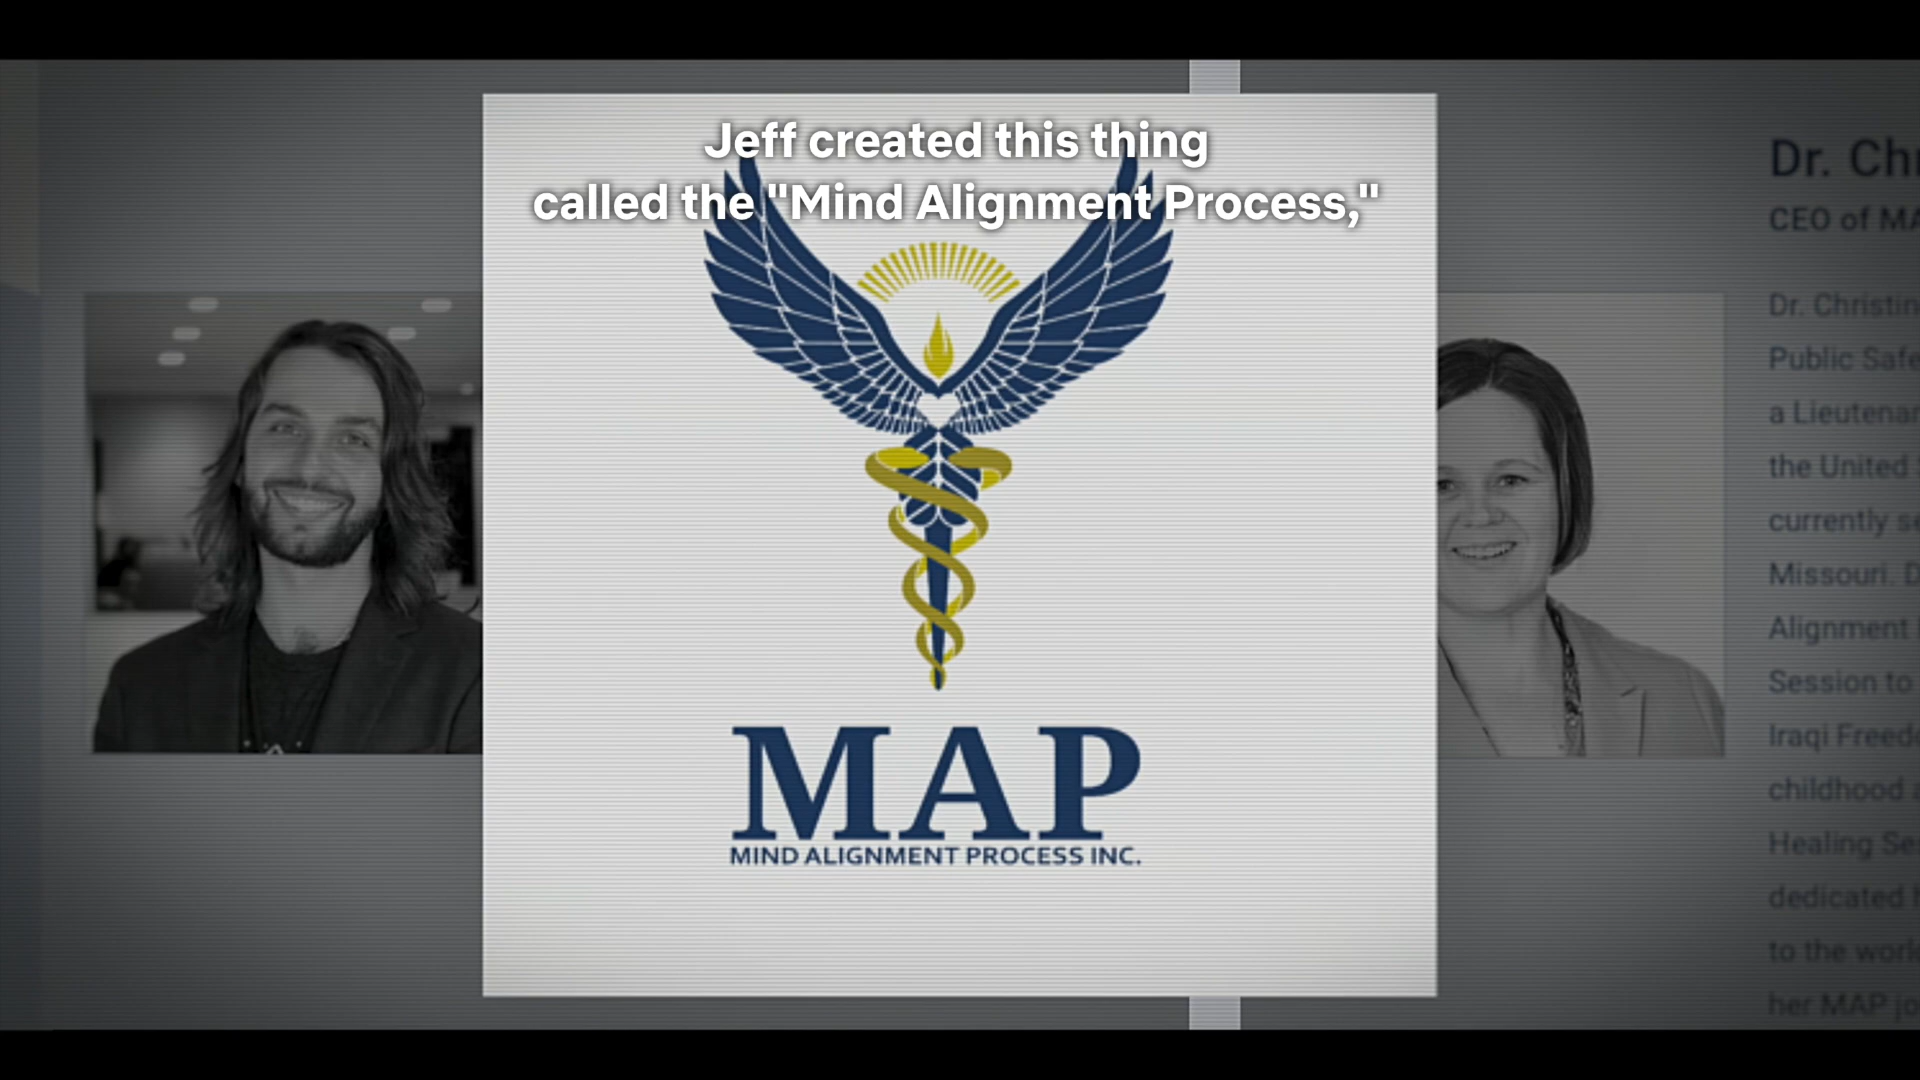 Jeff created this thing
called the "Mind Alignment Process,"
MAP
MIND ALIGNMENT PROCESS INC.
Dr. Chr
CEO of MA
Dr. Christin
Public Safe
a Lieutenan
the United
currently se
Missouri. D
Alignment
Session to
Iraqi Freed
childhood a
Healing Se
dedicated h
to the world
her MAP jo